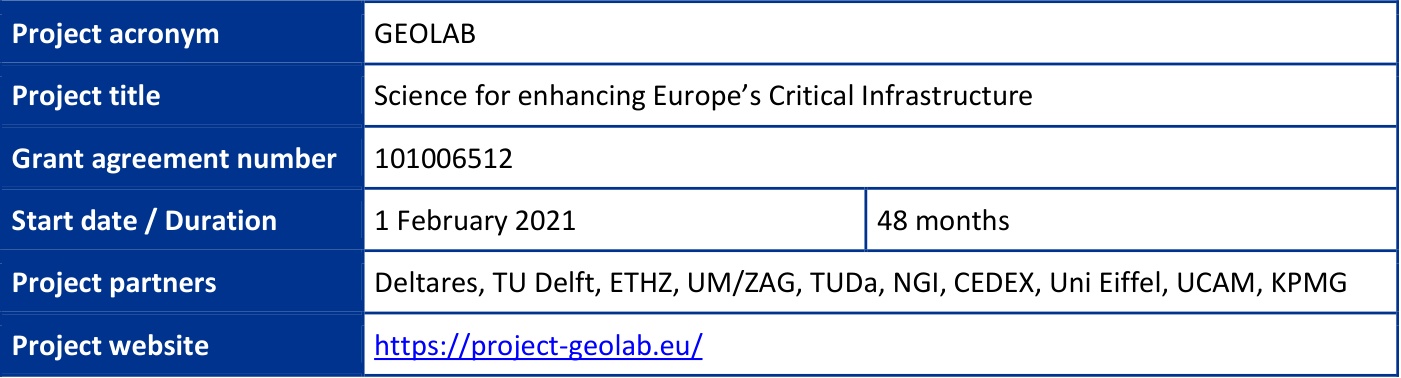 Project acronym GEOLAB
Project title Science for enhancing Europe’s Critical Infrastructure
Grant agreement number 101006512
Start date / Duration 1 February 2021 48 months
Project partners Deltares, TU Delft, ETHZ, UM/ZAG, TUDa, NGI, CEDEX, Uni Eiffel, UCAM, KPMG
Project website https://project-geolab.eu/